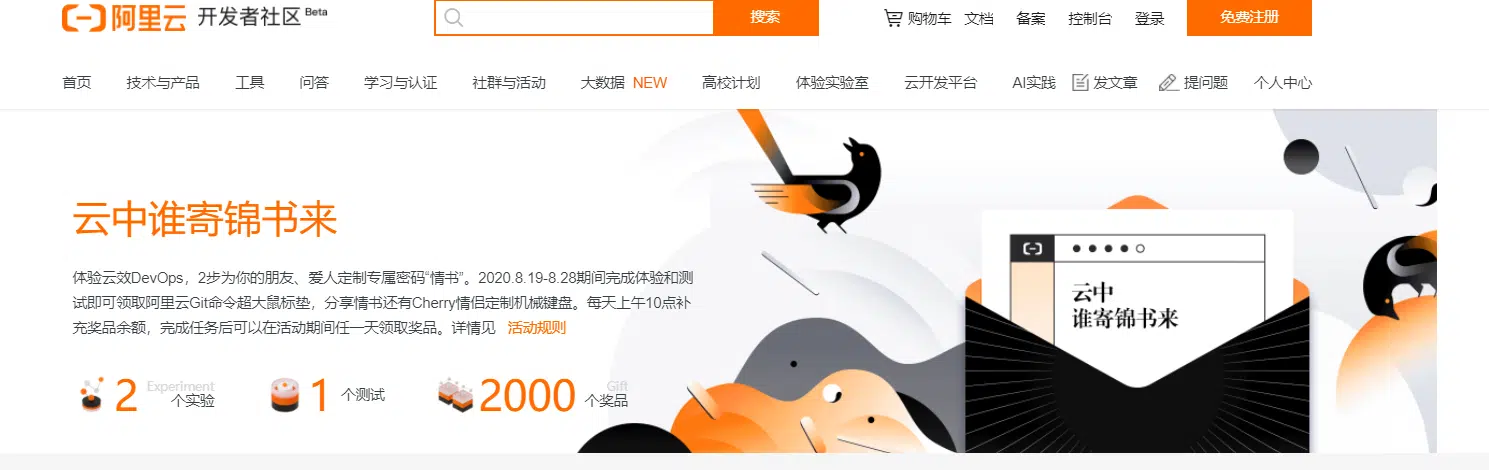 阿里云 开发者社区 Beta
搜索
购物车 文档 备案 控制台 登录 免费注册
首页 技术与产品 工具 问答 学习与认证 社群与活动 大数据 NEW 高校计划 体验实验室 云开发平台 AI实践 发文章 提问题 个人中心
云中谁寄锦书来
体验云效DevOps，2步为你的朋友、爱人定制专属密码“情书”。2020.8.19-8.28期间完成体验和测
试即可领取阿里云Git命令超大鼠标垫，分享情书还有Cherry情侣定制机械键盘。每天上午10点补
充奖品余额，完成任务后可以在活动期间任一天领取奖品。详情见 活动规则
2 Experiment 个实验
1 个测试
2000 Gift 个奖品
云中
谁寄锦书来